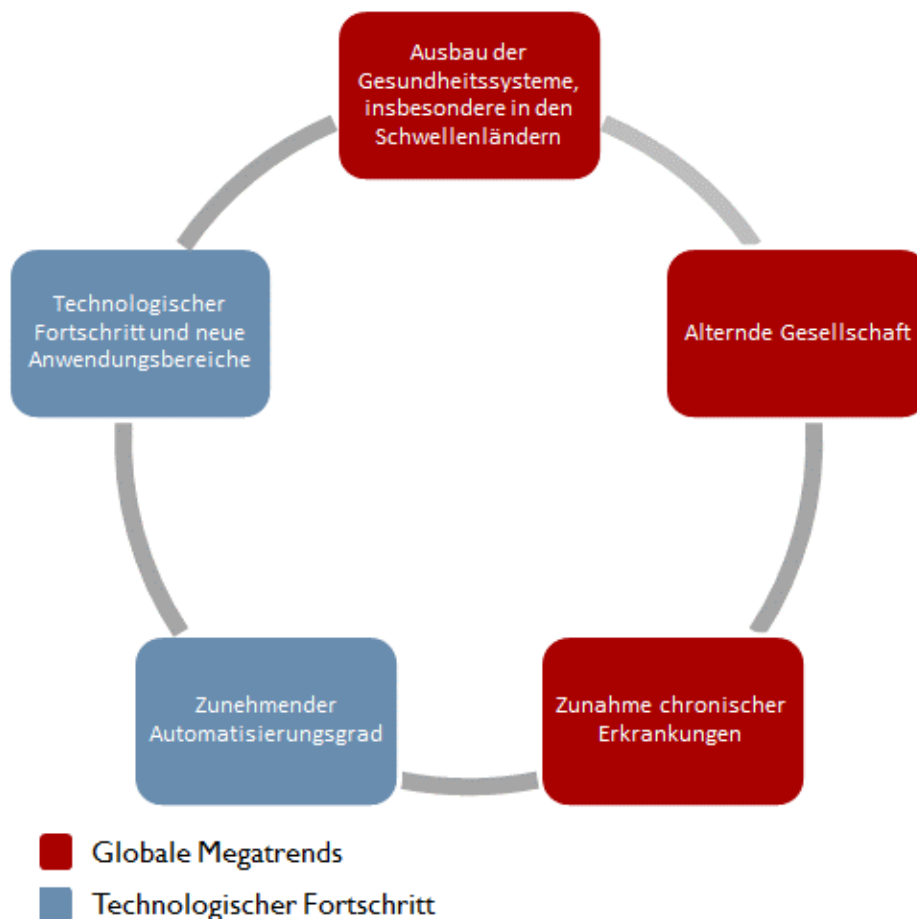 Ausbau der
Gesundheitssysteme,
insbesondere in den
Schwellenländern
Technologischer
Fortschritt und neue
Anwendungsbereiche
Alternde Gesellschaft
Zunehmender
Automatisierungsgrad
Zunahme chronischer
Erkrankungen
Globale Megatrends
Technologischer Fortschritt